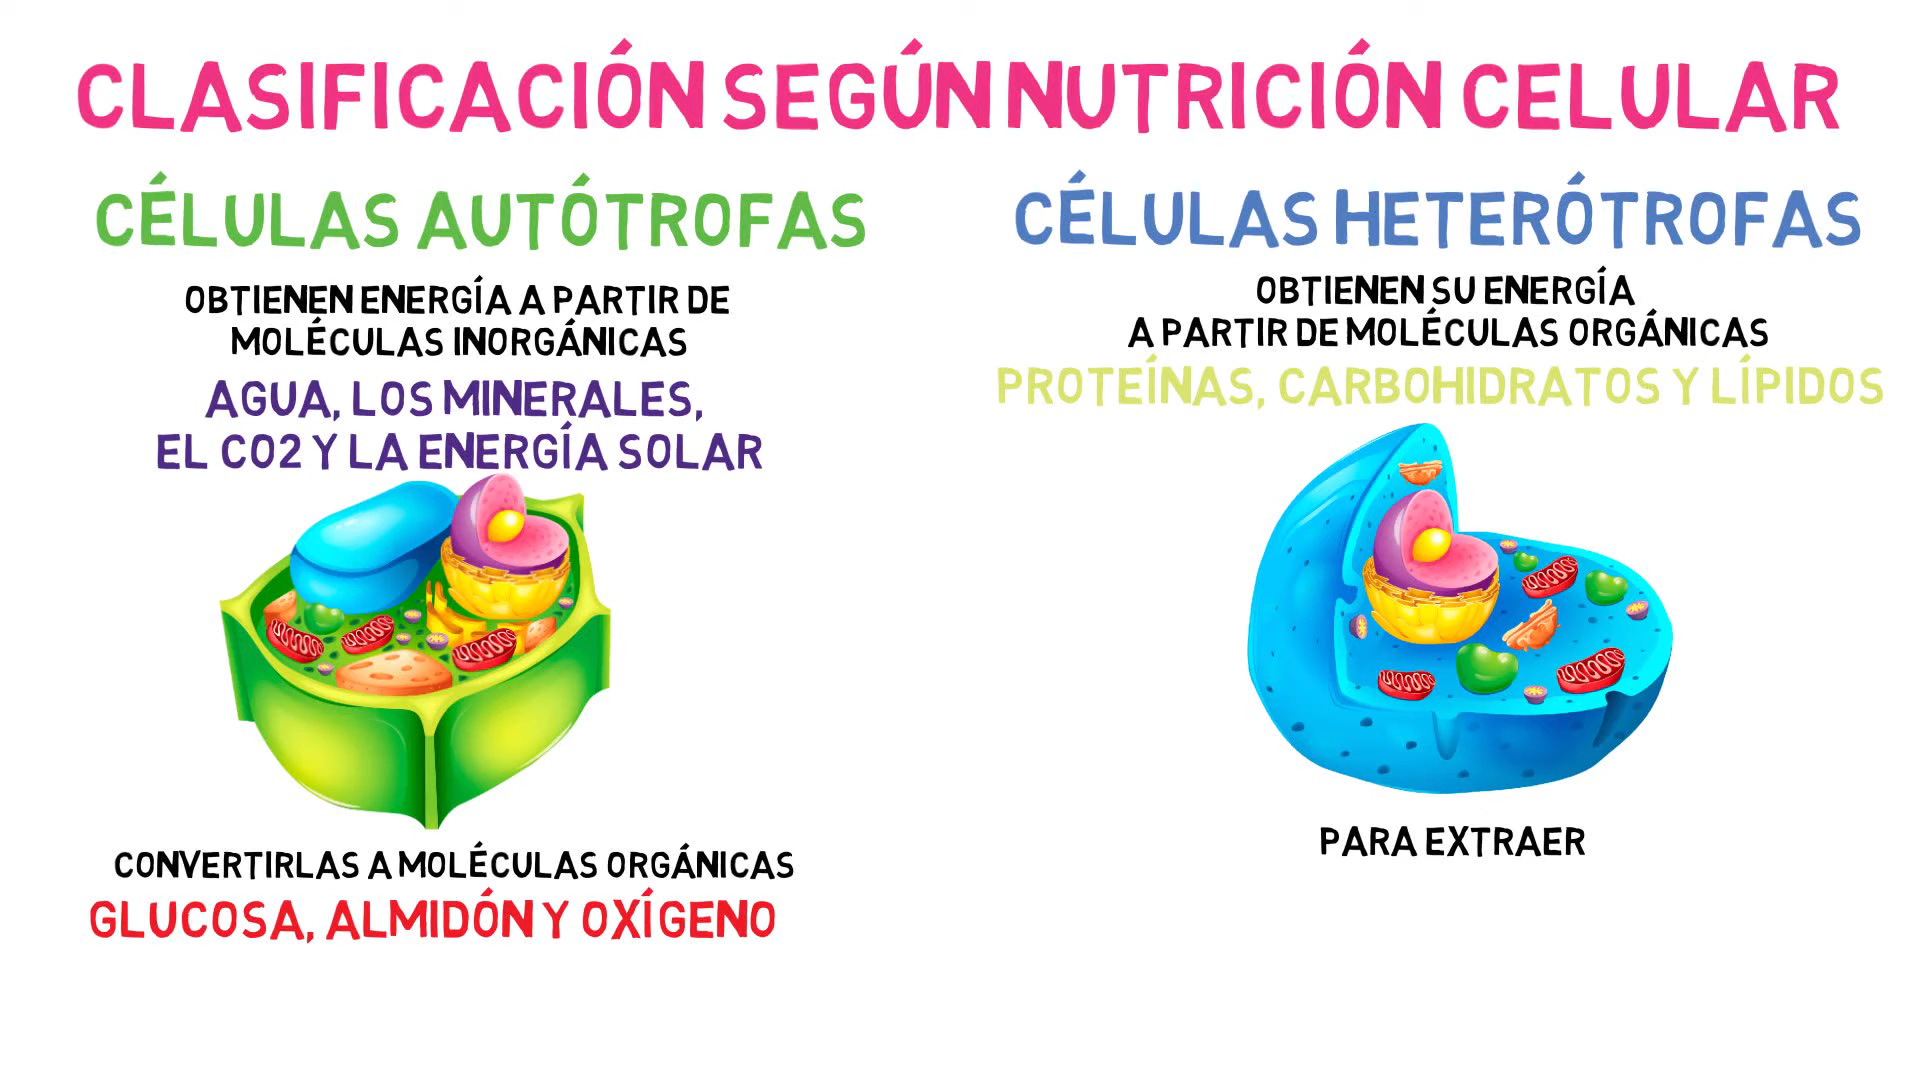 CLASIFICACIÓN SEGÚN NUTRICIÓN CELULAR
CÉLULAS AUTÓTROFAS
OBTIENEN ENERGÍA A PARTIR DE
MOLÉCULAS INORGÁNICAS
AGUA, LOS MINERALES,
EL CO2 Y LA ENERGÍA SOLAR
CONVERTIRLAS A MOLÉCULAS ORGÁNICAS
GLUCOSA, ALMIDÓN Y OXÍGENO
CÉLULAS HETERÓTROFAS
OBTIENEN SU ENERGÍA
A PARTIR DE MOLÉCULAS ORGÁNICAS
PROTEÍNAS, CARBOHIDRATOS Y LÍPIDOS
PARA EXTRAER